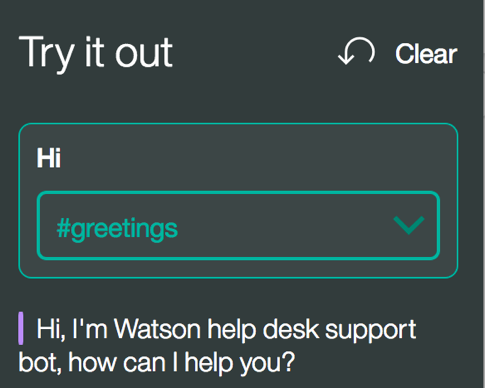 Try it out
Clear
Hi
#greetings
Hi, I'm Watson help desk support
bot, how can I help you?